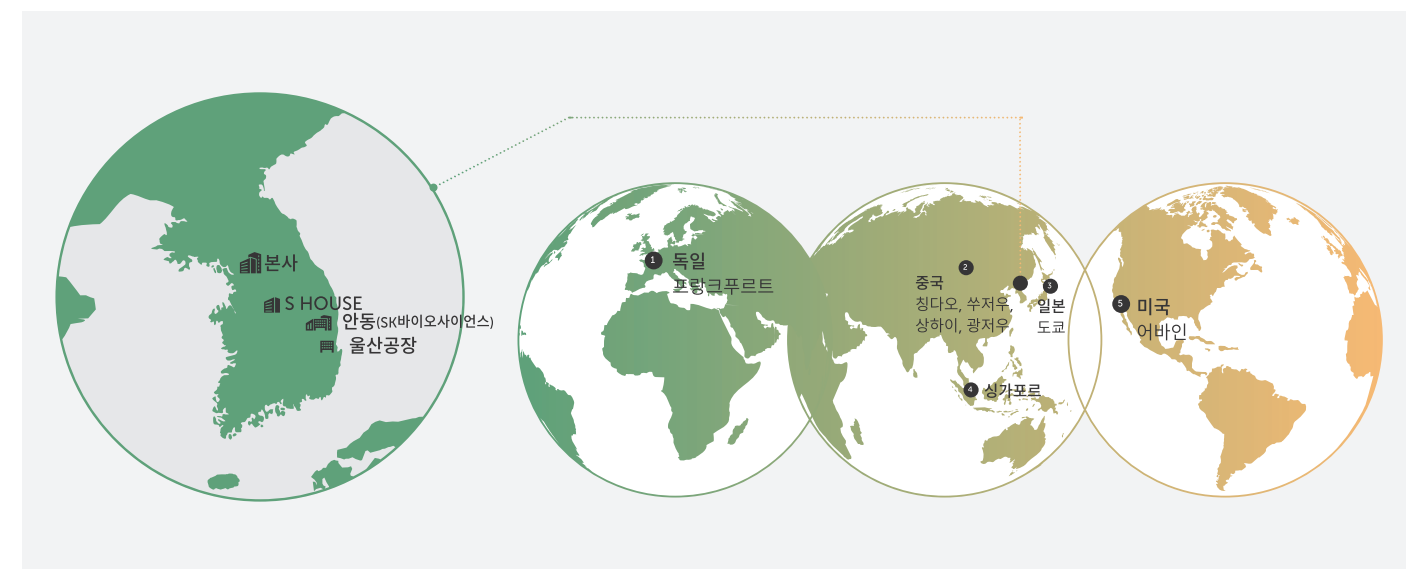 본사
S HOUSE
안동(SK바이오사이언스)
울산공장
1
독일
프랑크푸르트
2
중국
칭다오, 쑤저우,
상하이, 광저우
3
일본
도쿄
4
싱가포르
5
미국
어바인